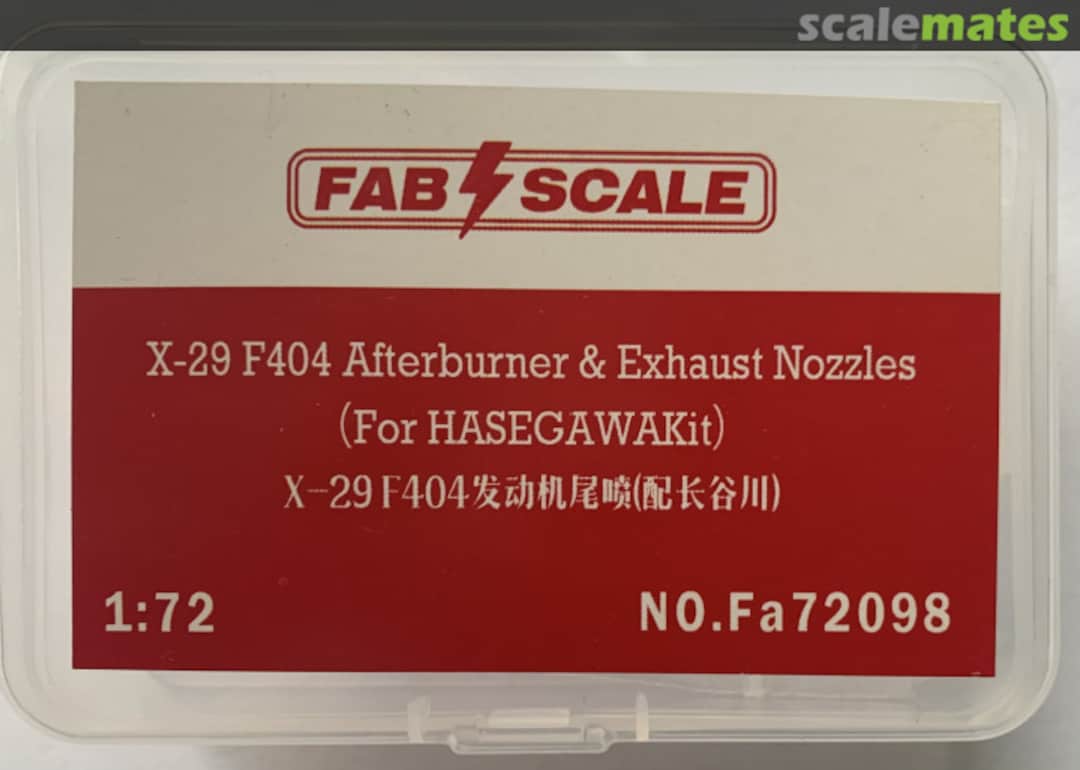 scalemates
FAB SCALE
X-29 F404 Afterburner & Exhaust Nozzles
(For HASEGAWAKit)
X-29 F404发动机尾喷(配长谷川)
1:72
NO.Fa72098